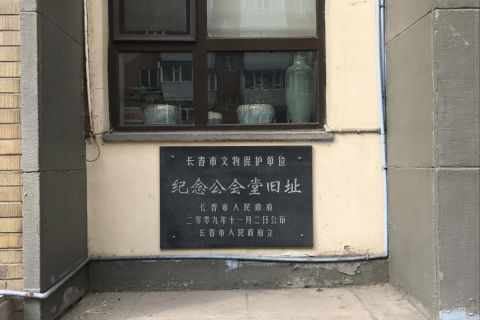 长春市文物保护单位
纪念公会堂旧址
长春市人民政府
二零零九年十一月二日公布
长春市人民政府立